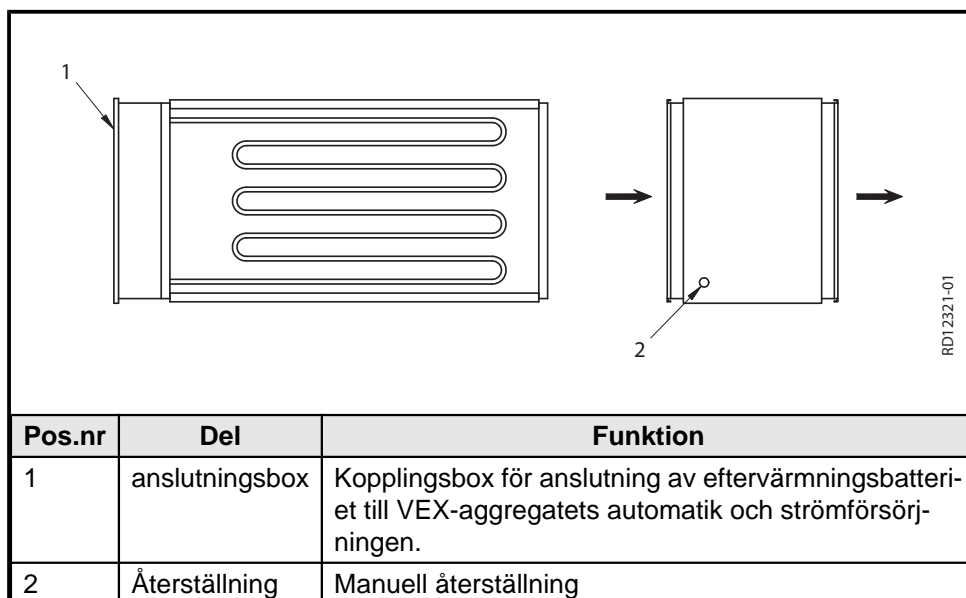 1
2
RD12321-01
Pos.nr Del Funktion
1 anslutningsbox Kopplingsbox för anslutning av eftervärmningsbatteri-
et till VEX-aggregatets automatik och strömförsörj-
ningen.
2 Återställning Manuell återställning